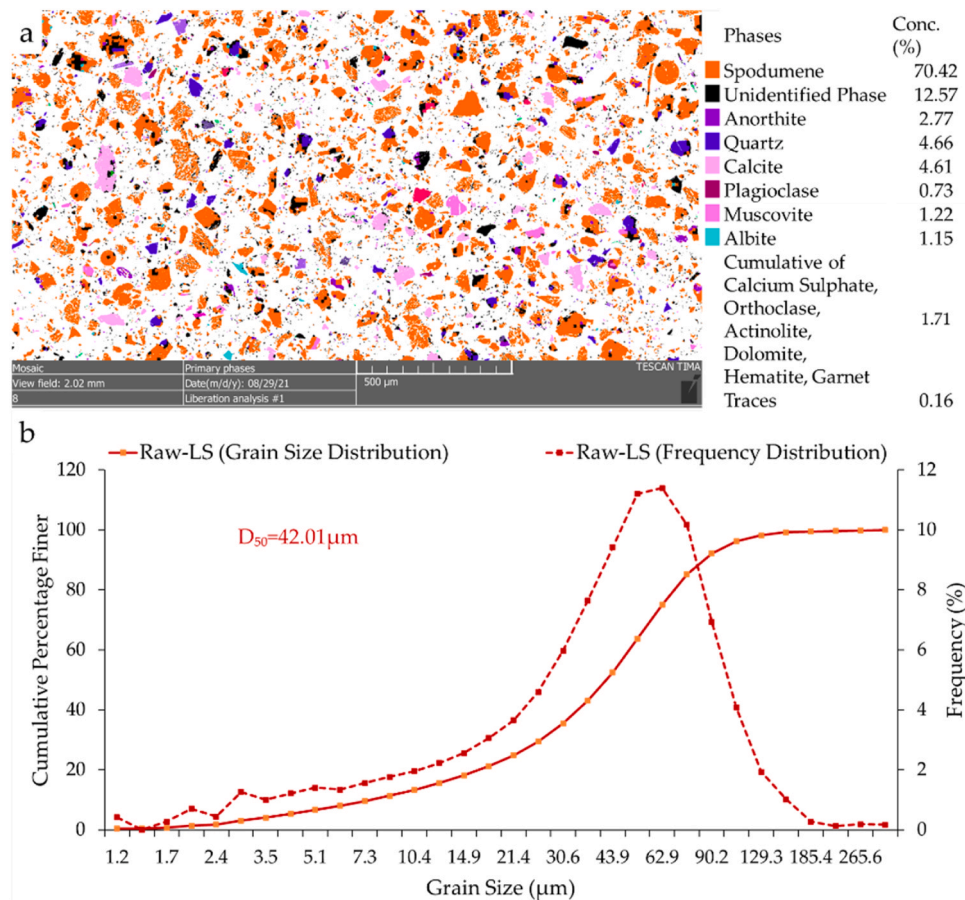 a
Phases Conc. (%)
Spodumene 70.42
Unidentified Phase 12.57
Anorthite 2.77
Quartz 4.66
Calcite 4.61
Plagioclase 0.73
Muscovite 1.22
Albite 1.15
Cumulative of
Calcium Sulphate,
Orthoclase,
Actinolite, 1.71
Dolomite,
Hematite, Garnet
Traces 0.16
Mosaic Primary phases TESCAN TIMA
View field: 2.02 mm Date(m/d/y): 08/29/21 500 μm
8 Liberation analysis #1
b
Raw-LS (Grain Size Distribution) Raw-LS (Frequency Distribution)
D₅₀=42.01μm
Cumulative Percentage Finer
120
100
80
60
40
20
0
12
10
8
6
4
2
0
Frequency (%)
1.2 1.7 2.4 3.5 5.1 7.3 10.4 14.9 21.4 30.6 43.9 62.9 90.2 129.3 185.4 265.6
Grain Size (μm)